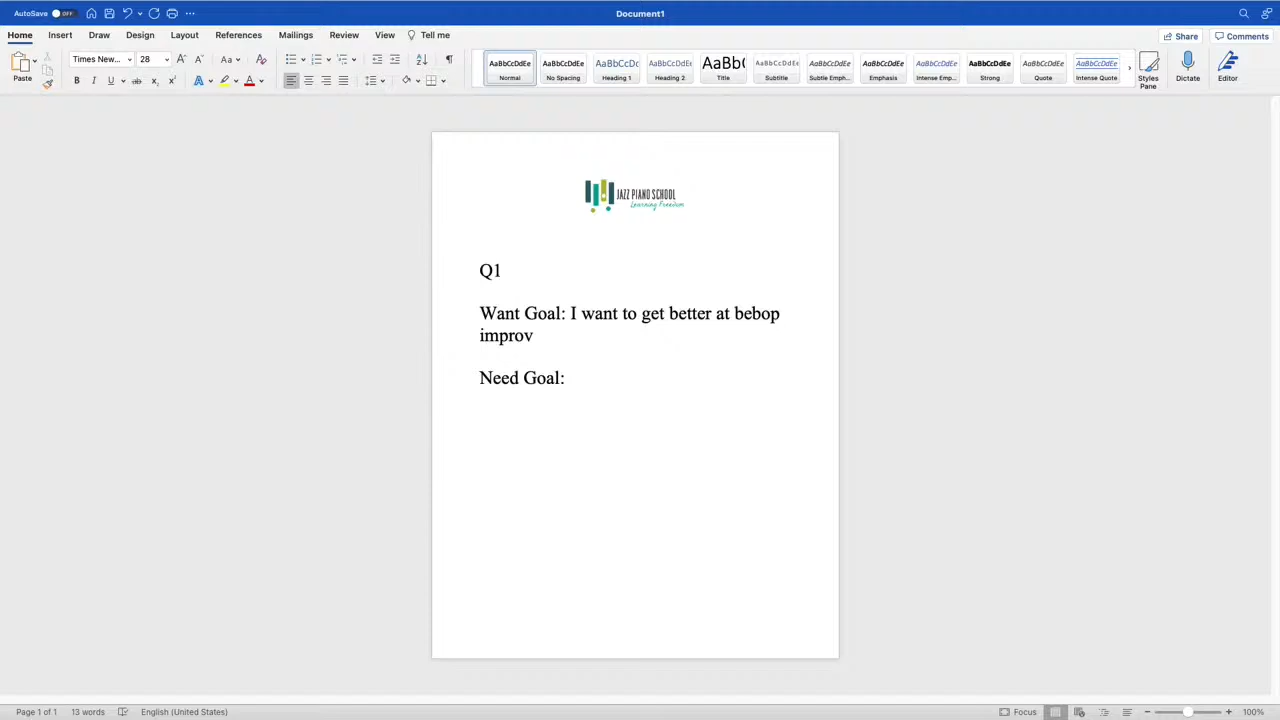 AutoSave OFF
Document1
Home Insert Draw Design Layout References Mailings Review View Tell me
Share Comments
Paste
Times New... 28
Aa
AaBbCcDdEe AaBbCcDdEe AaBbCcDc AaBbCcDdEe AaBb( AaBbCcDdEe AaBbCcDdEe AaBbCcDdEe AaBbCcDdEe AaBbCcDdEe AaBbCcDdEe AaBbCcDdEe
Normal No Spacing Heading 1 Heading 2 Title Subtitle Subtle Emph... Emphasis Intense Emp... Strong Quote Intense Quote
Styles Pane
Dictate
Editor
JAZZ PIANO SCHOOL
Learning Freedom
Q1
Want Goal: I want to get better at bebop
improv
Need Goal:
Page 1 of 1 13 words English (United States)
Focus
100%